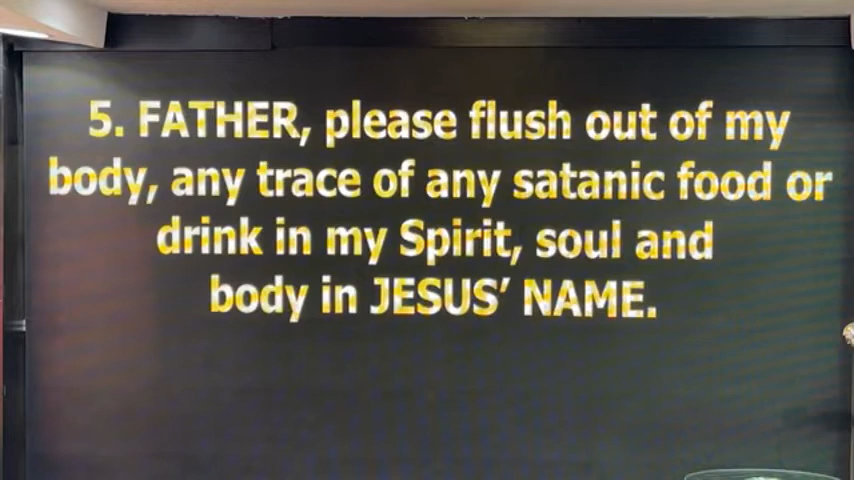 5. FATHER, please flush out of my
body, any trace of any satanic food or
drink in my Spirit, soul and
body in JESUS’ NAME.